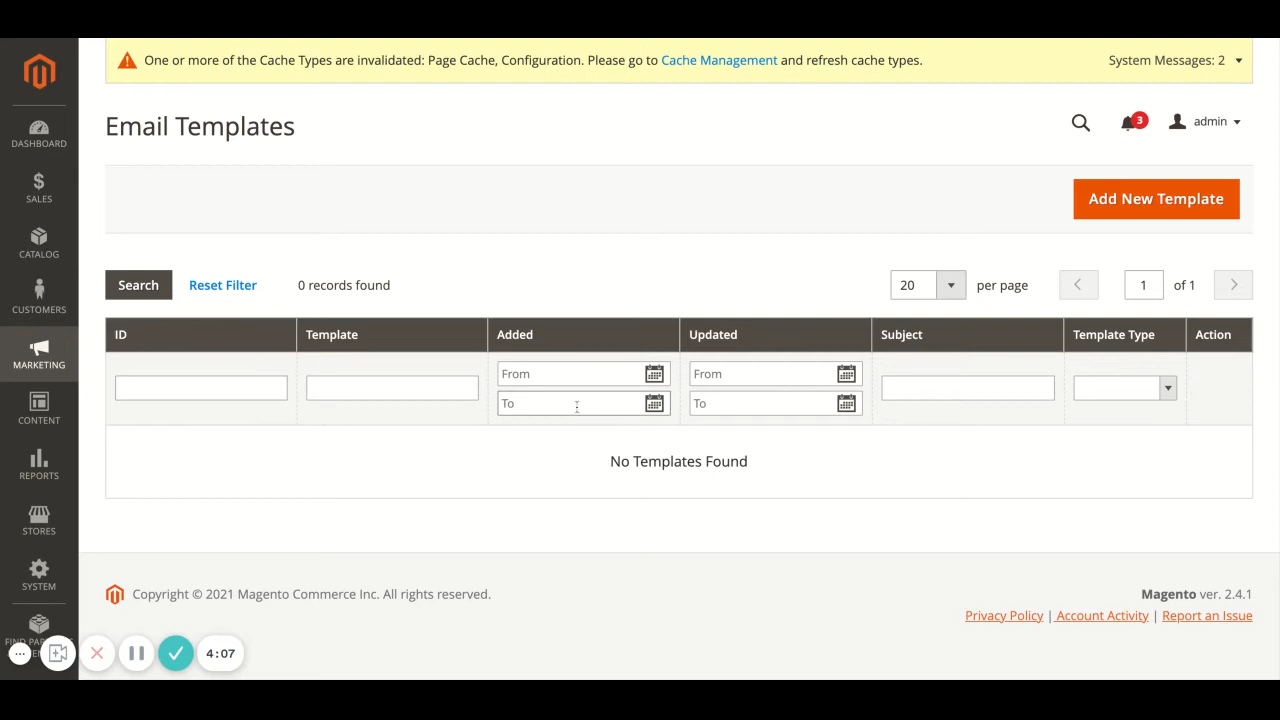 One or more of the Cache Types are invalidated: Page Cache, Configuration. Please go to Cache Management and refresh cache types.
System Messages: 2
Email Templates
3
admin
DASHBOARD
SALES
CATALOG
CUSTOMERS
MARKETING
CONTENT
REPORTS
STORES
SYSTEM
Add New Template
Search
Reset Filter
0 records found
20
per page
1
of 1
ID
Template
Added
Updated
Subject
Template Type
Action
From
From
To
To
No Templates Found
Copyright © 2021 Magento Commerce Inc. All rights reserved.
Magento ver. 2.4.1
Privacy Policy | Account Activity | Report an Issue
FIND
4:07